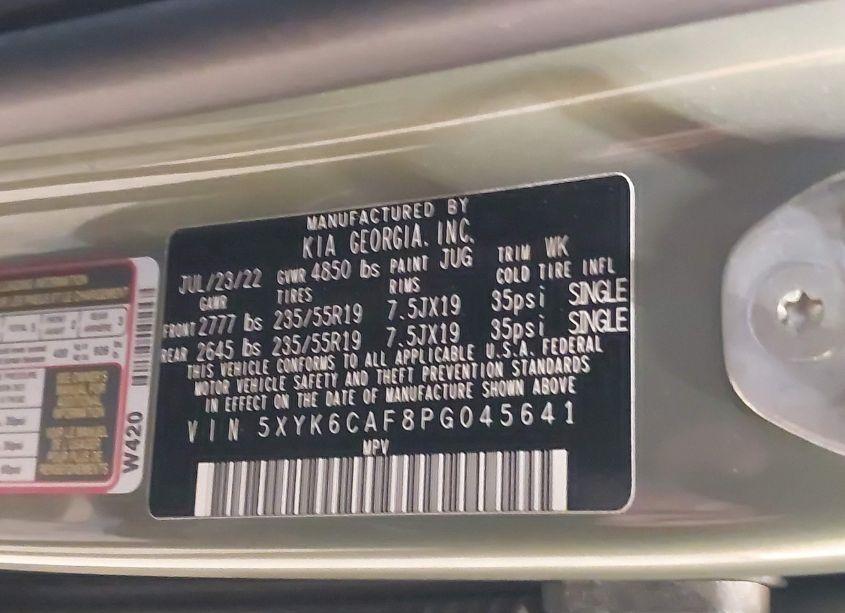 MANUFACTURED BY
KIA GEORGIA. INC.
JUL/23/22 GVWR 4850 lbs PAINT JUG TRIM WK
GAWR TIRES RIMS COLD TIRE INFL
FRONT 2777 lbs 235/55R19 7.5JX19 35psi SINGLE
REAR 2645 lbs 235/55R19 7.5JX19 35psi SINGLE
THIS VEHICLE CONFORMS TO ALL APPLICABLE U.S.A. FEDERAL
MOTOR VEHICLE SAFETY AND THEFT PREVENTION STANDARDS
IN EFFECT ON THE DATE OF MANUFACTURE SHOWN ABOVE
VIN 5XYK6CAF8PG045641
MPV
W420